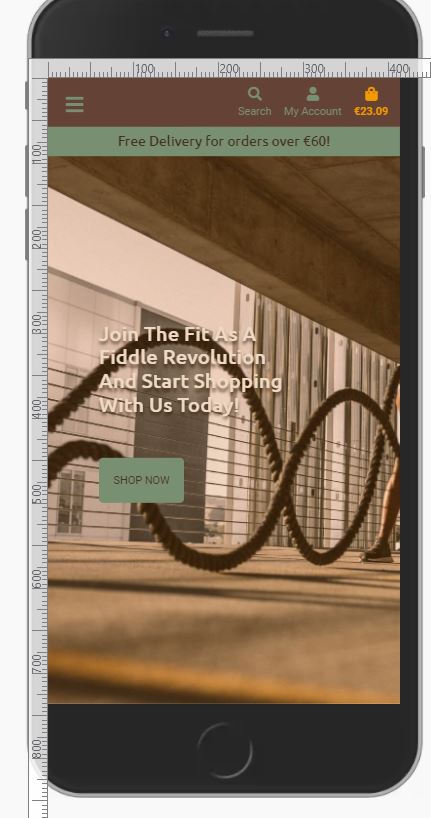 100 200 300 400
Search My Account €23.09
Free Delivery for orders over €60!
100
200
300
Join The Fit As A
Fiddle Revolution
And Start Shopping
With Us Today!
400
SHOP NOW
500
600
700
800